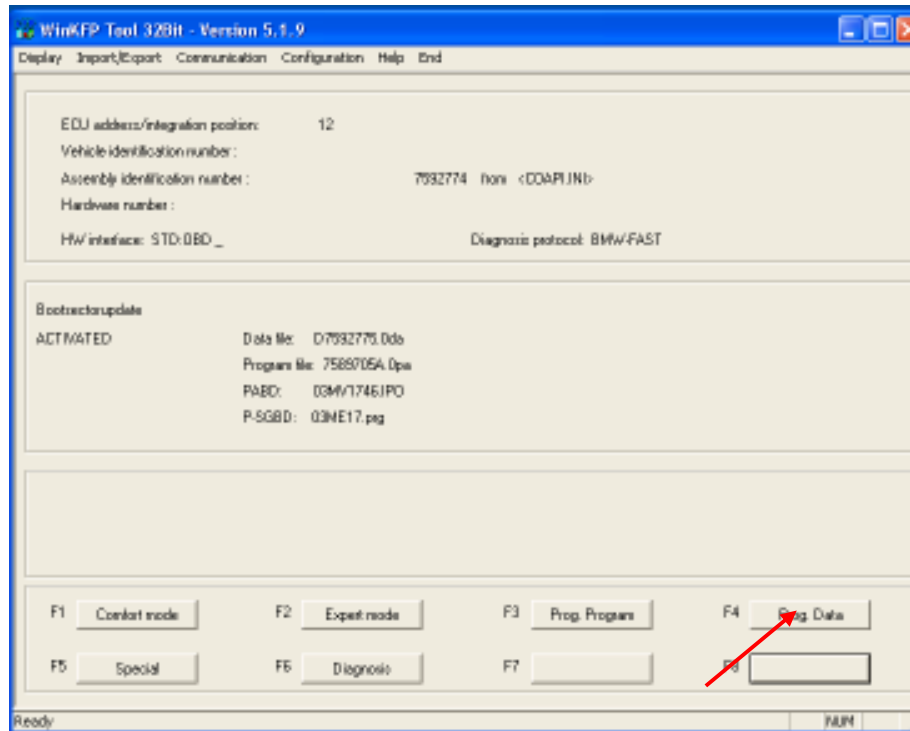 WinKFP Tool 32Bit - Version 5.1.9
Display Import/Export Communication Configuration Help End
ECU address/integration position: 12
Vehicle identification number :
Assembly identification number : 7592774 from <COAPI.INI>
Hardware number :
HW interface: STD:OBD _ Diagnosis protocol: BMW-FAST
Bootsectorupdate
ACTIVATED Data file: D7592775.0da
Program file: 7589705A.0pa
PABD: 03MV1746.IPO
P-SGBD: 03ME17.prg
F1 Comfort mode F2 Expert mode F3 Prog. Program F4 Prog. Data
F5 Special F6 Diagnosis F7 F8
Ready NUM